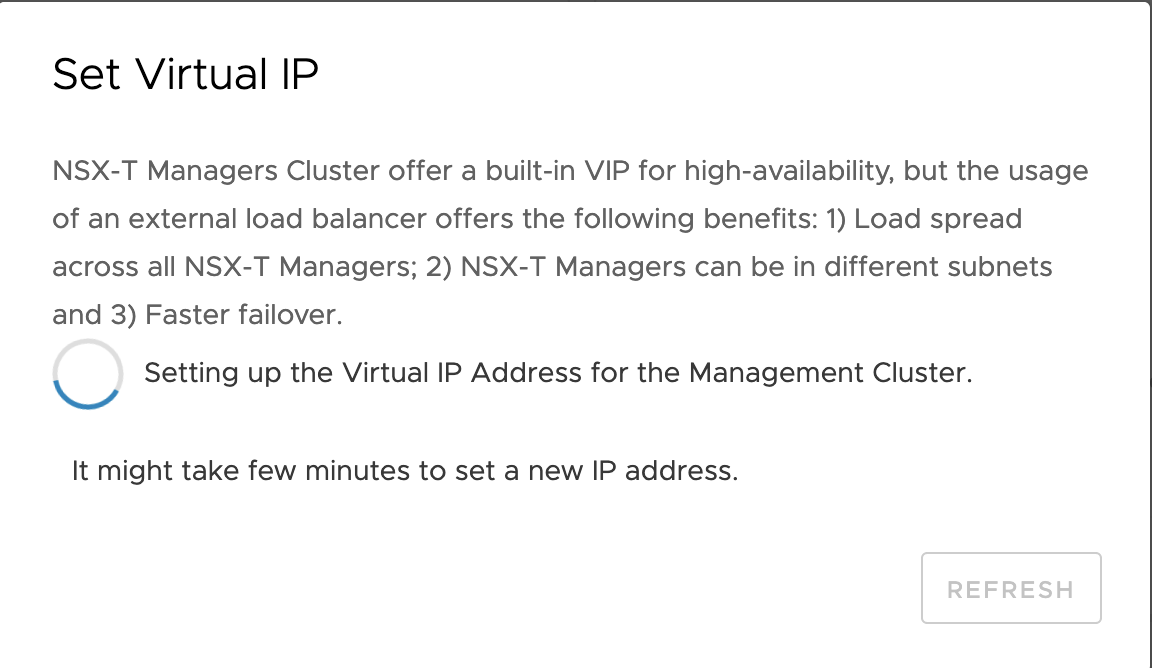 Set Virtual IP
NSX-T Managers Cluster offer a built-in VIP for high-availability, but the usage
of an external load balancer offers the following benefits: 1) Load spread
across all NSX-T Managers; 2) NSX-T Managers can be in different subnets
and 3) Faster failover.
Setting up the Virtual IP Address for the Management Cluster.
It might take few minutes to set a new IP address.
REFRESH